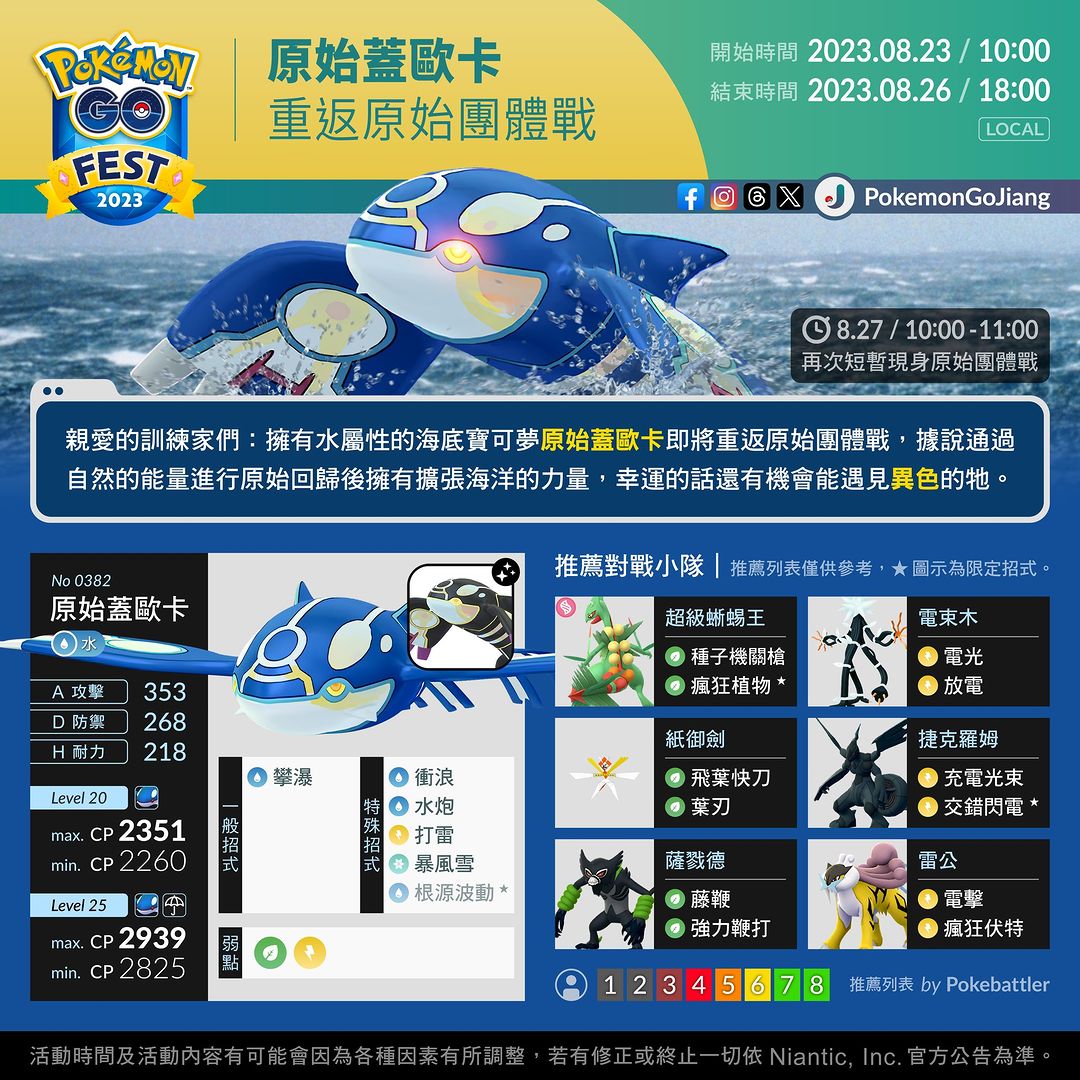 Pokémon
GO
FEST
2023
原始蓋歐卡
重返原始團體戰
開始時間 2023.08.23 / 10:00
結束時間 2023.08.26 / 18:00
LOCAL
PokemonGoJiang
8.27 / 10:00-11:00
再次短暫現身原始團體戰
親愛的訓練家們：擁有水屬性的海底寶可夢原始蓋歐卡即將重返原始團體戰，據說通過
自然的能量進行原始回歸後擁有擴張海洋的力量，幸運的話還有機會能遇見異色的牠。
No 0382
原始蓋歐卡
水
A 攻擊 353
D 防禦 268
H 耐力 218
Level 20
max. CP 2351
min. CP 2260
Level 25
max. CP 2939
min. CP 2825
一般招式
攀瀑
特殊招式
衝浪
水炮
打雷
暴風雪
根源波動★
弱點
推薦對戰小隊｜推薦列表僅供參考，★圖示為限定招式。
超級蜥蜴王
種子機關槍
瘋狂植物★
電束木
電光
放電
紙御劍
飛葉快刀
葉刃
捷克羅姆
充電光束
交錯閃電★
薩戮德
藤鞭
強力鞭打
雷公
電擊
瘋狂伏特
1 2 3 4 5 6 7 8
推薦列表 by Pokebattler
活動時間及活動內容有可能會因為各種因素有所調整，若有修正或終止一切依 Niantic, Inc. 官方公告為準。